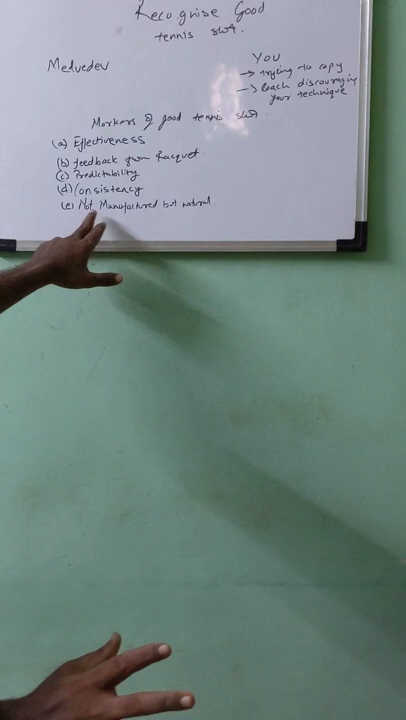 Recognise Good
tennis shot.
Medvedev
You
→ trying to copy
→ Coach discouraging
your technique
Markers of good tennis shot.
(a) Effectiveness
(b) feedback from Racquet.
(c) Predictability
(d) Consistency
(e) Not Manufactured but natural.